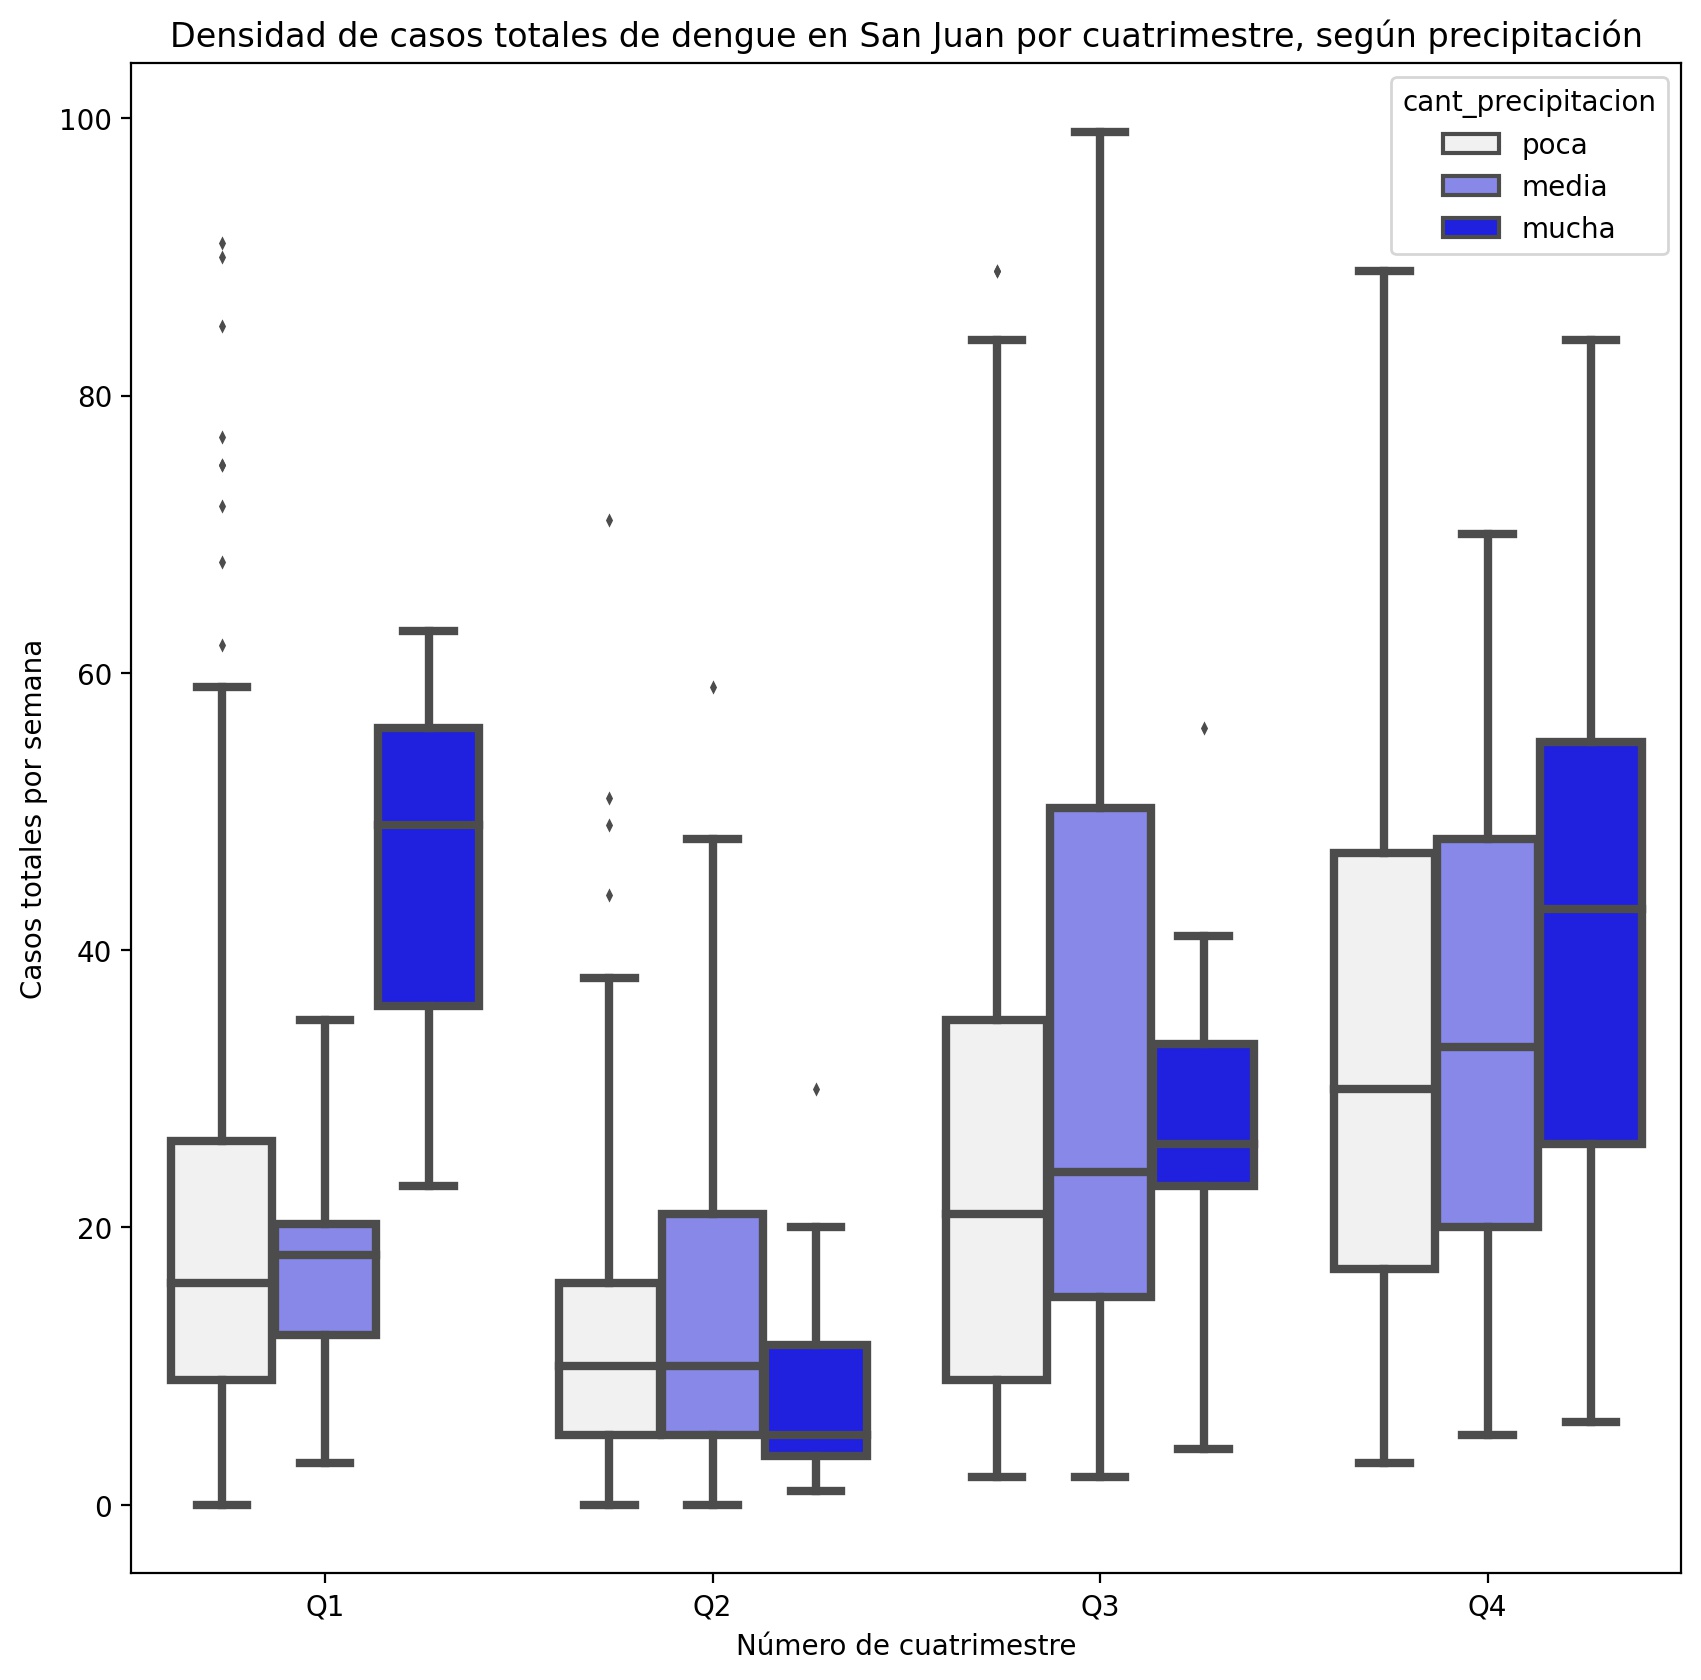 Densidad de casos totales de dengue en San Juan por cuatrimestre, según precipitación
cant_precipitacion
poca
media
mucha
Casos totales por semana
100
80
60
40
20
0
Q1
Q2
Q3
Q4
Número de cuatrimestre